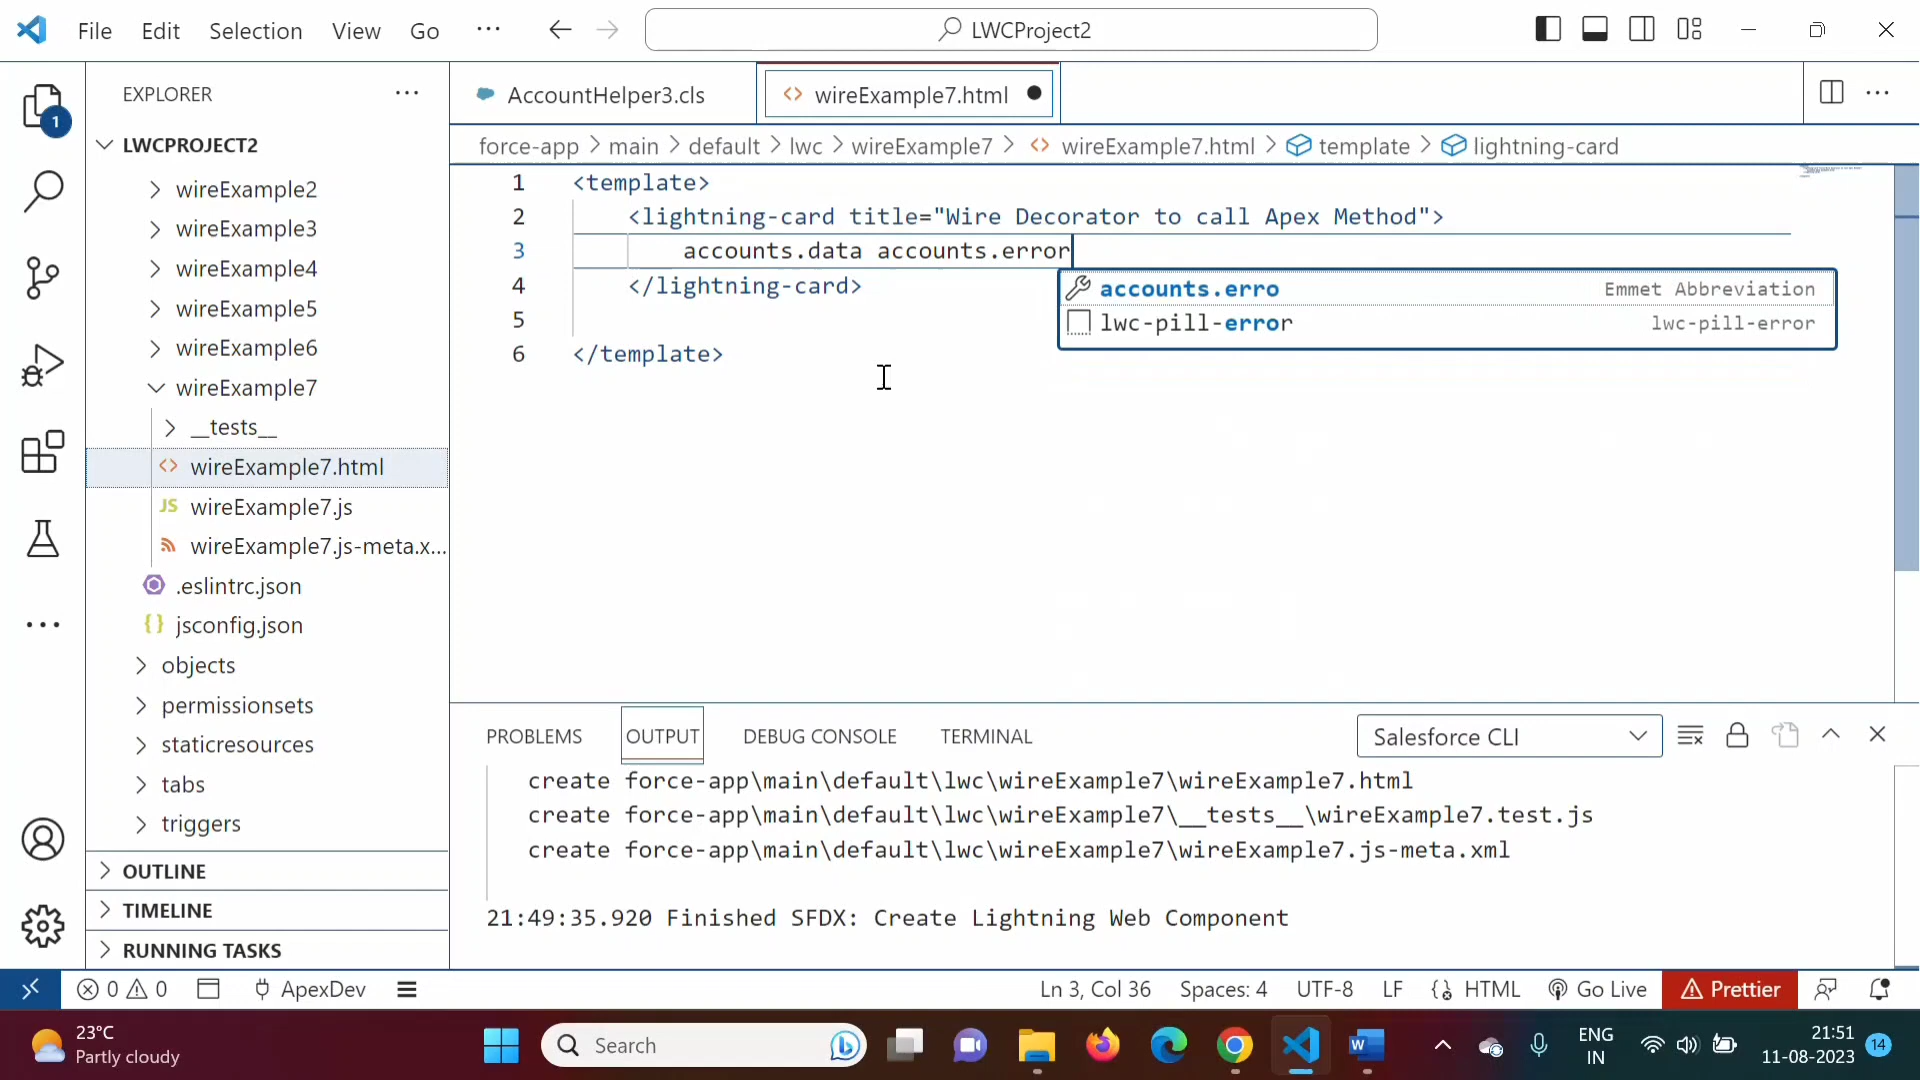 File Edit Selection View Go ··· LWCProject2
EXPLORER ···
1
LWCPROJECT2
wireExample2
wireExample3
wireExample4
wireExample5
wireExample6
wireExample7
__tests__
wireExample7.html
wireExample7.js
wireExample7.js-meta.x...
.eslintrc.json
jsconfig.json
objects
permissionsets
staticresources
tabs
triggers
OUTLINE
TIMELINE
RUNNING TASKS
AccountHelper3.cls wireExample7.html
force-app > main > default > lwc > wireExample7 > wireExample7.html > template > lightning-card
1 <template>
2 <lightning-card title="Wire Decorator to call Apex Method">
3 accounts.data accounts.error
4 </lightning-card>
5
6 </template>
accounts.erro Emmet Abbreviation
lwc-pill-error lwc-pill-error
PROBLEMS OUTPUT DEBUG CONSOLE TERMINAL Salesforce CLI
create force-app\main\default\lwc\wireExample7\wireExample7.html
create force-app\main\default\lwc\wireExample7\__tests__\wireExample7.test.js
create force-app\main\default\lwc\wireExample7\wireExample7.js-meta.xml
21:49:35.920 Finished SFDX: Create Lightning Web Component
0 0 ApexDev Ln 3, Col 36 Spaces: 4 UTF-8 LF HTML Go Live Prettier
23°C
Partly cloudy
Search
ENG
IN
21:51
11-08-2023
14